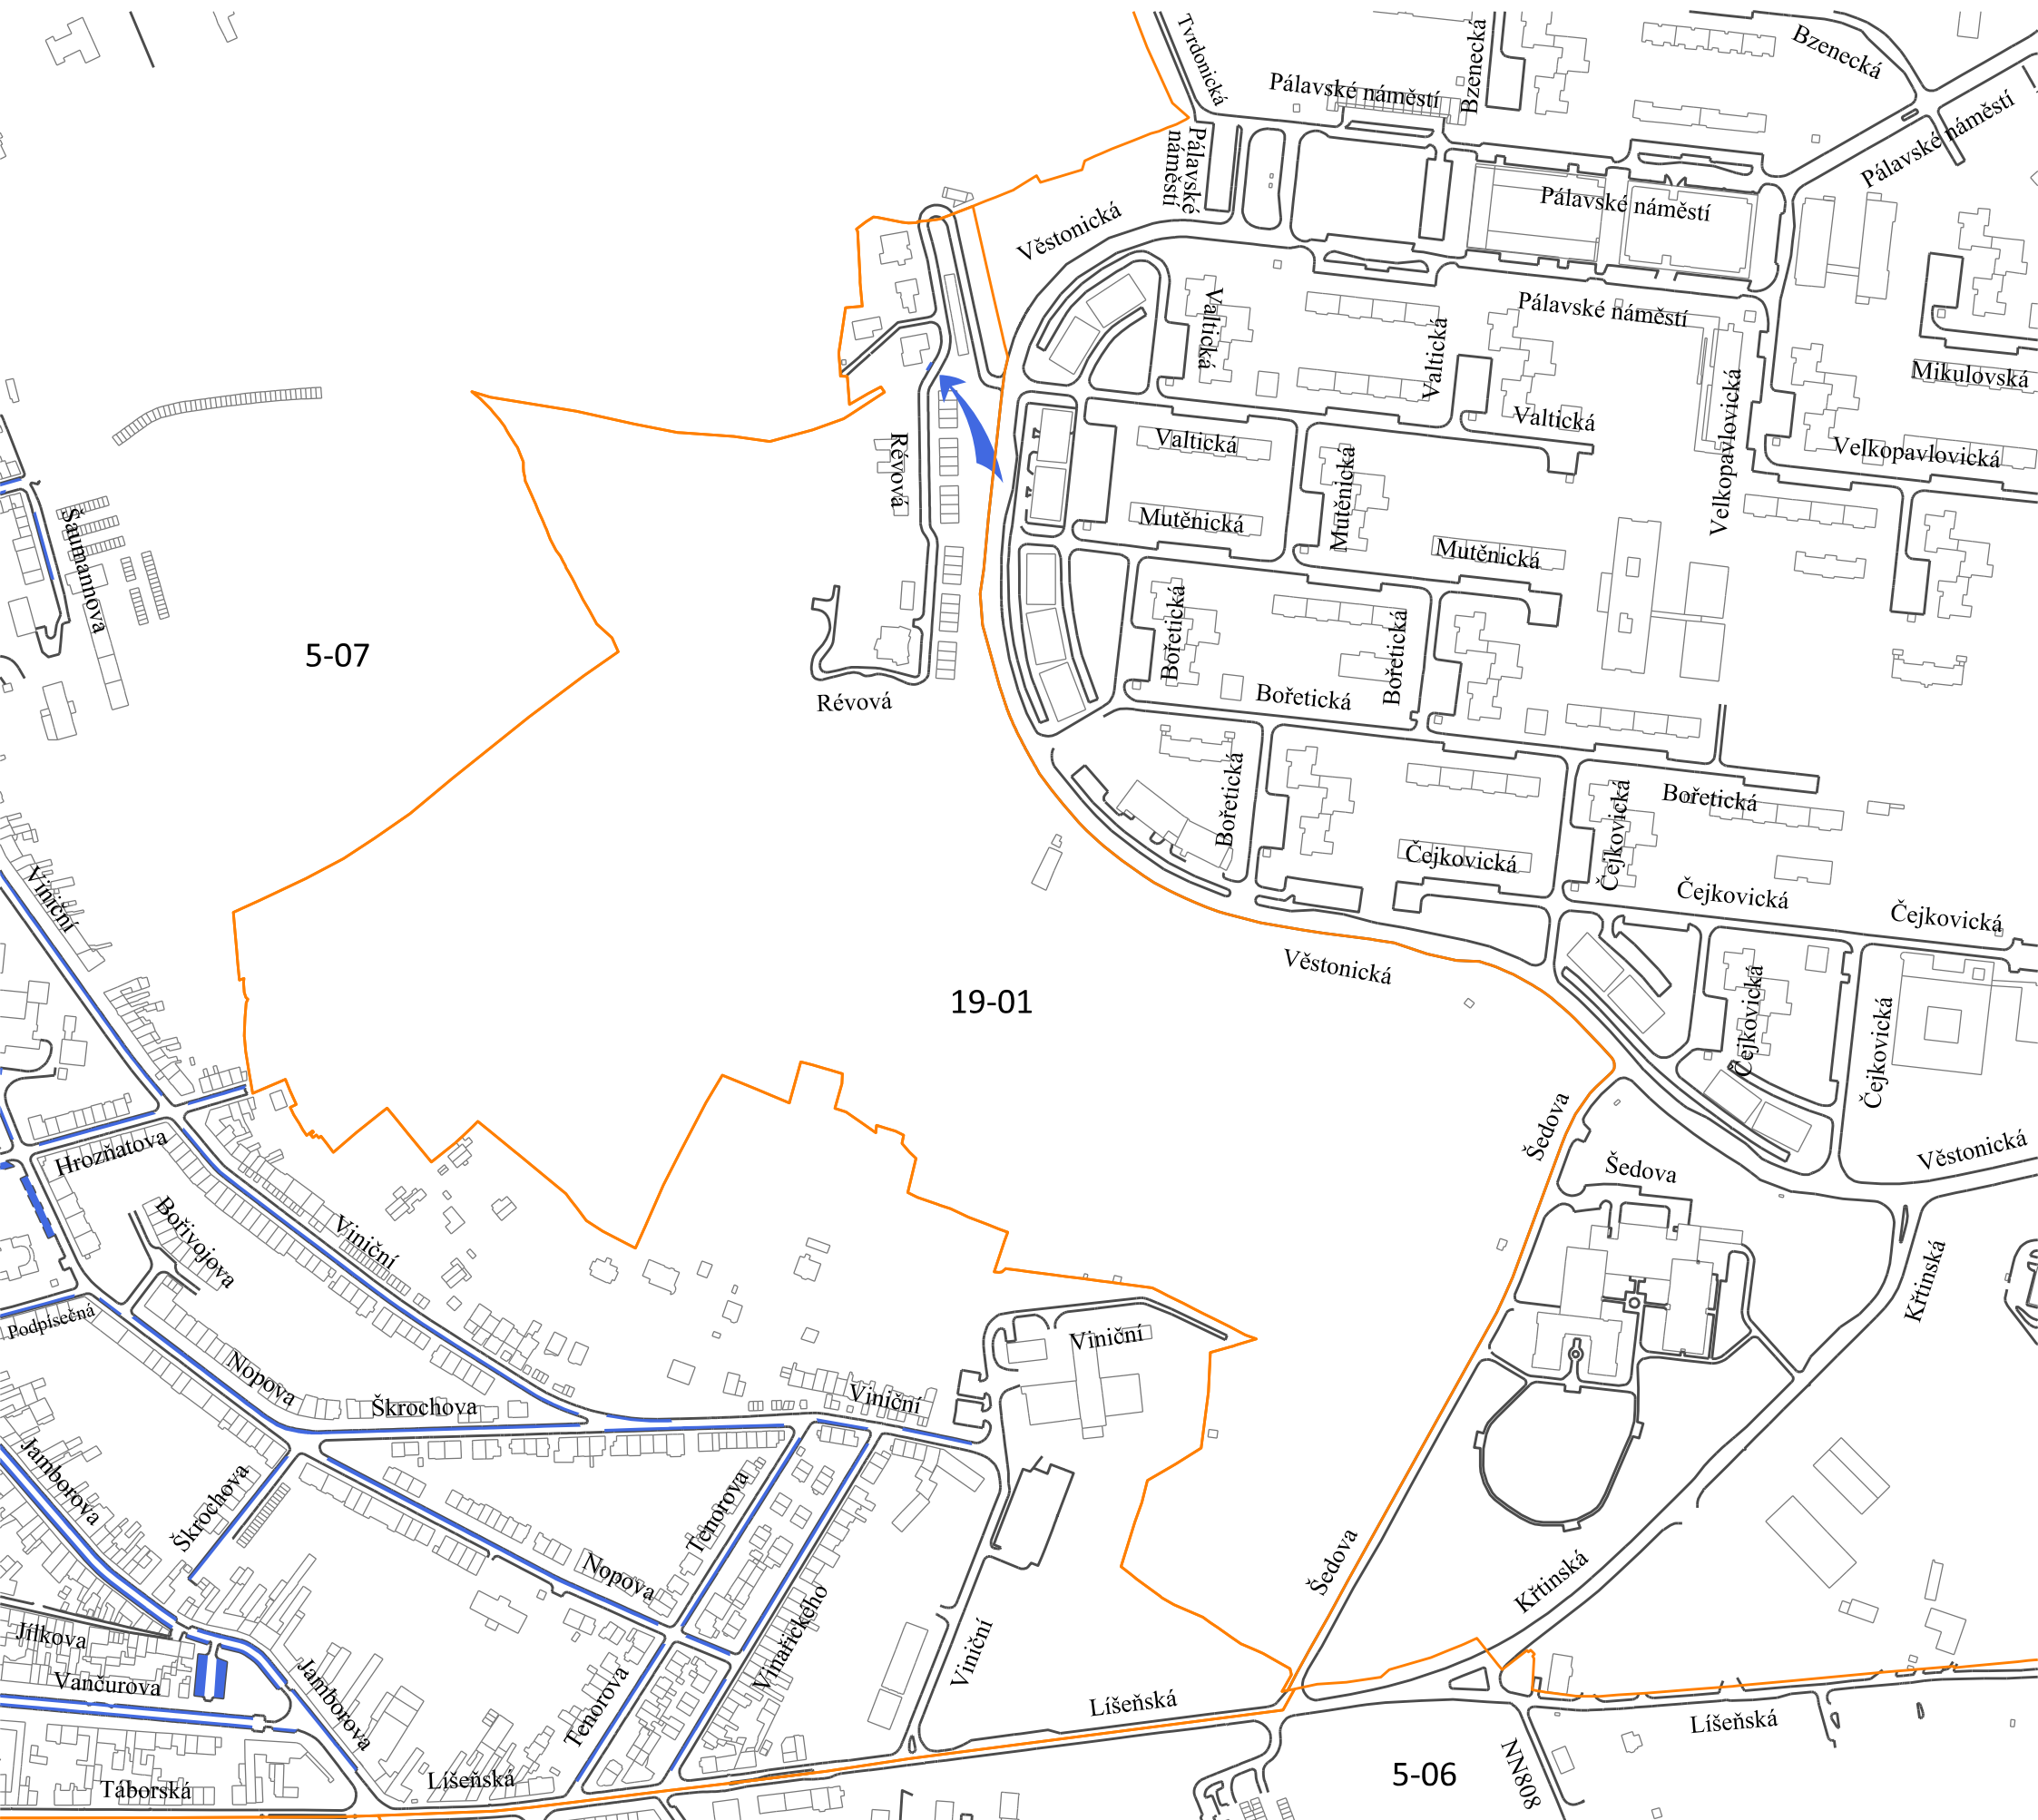 Tvrdonická
Pálavské náměstí
Bzenecká
Bzenecká
Pálavské náměstí
Pálavské
náměstí
Pálavské náměstí
Věstonická
Valtická
Pálavské náměstí
Valtická
Mikulovská
Valtická
Velkopavlovická
Valtická
Velkopavlovická
Révová
Mutěnická
Mutěnická
Mutěnická
Šaumannova
Bořetická
Bořetická
5-07
Révová
Bořetická
Bořetická
Bořetická
Čejkovická
Čejkovická
Viniční
Čejkovická
Čejkovická
Věstonická
19-01
Čejkovická
Čejkovická
Šedova
Hrozňatova
Šedova
Věstonická
Bořivojova
Viniční
Křtinská
Podpísečná
Viniční
Nopova
Škrochova
Viniční
Jamborova
Škrochova
Tenorova
Nopova
Šedova
Křtinská
Jílkova
Vinařického
Viniční
Vančurova
Jamborova
Tenorova
Líšeňská
Líšeňská
Táborská
Líšeňská
5-06
NN808